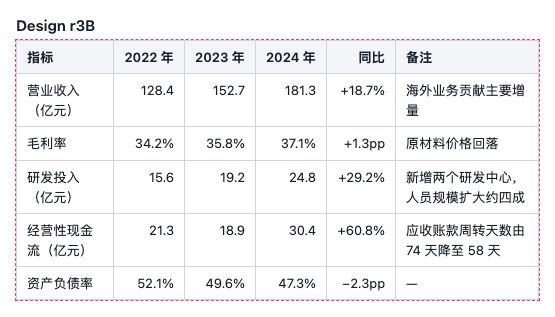 Design r3B
指标 2022 年 2023 年 2024 年 同比 备注
营业收入（亿元） 128.4 152.7 181.3 +18.7% 海外业务贡献主要增量
毛利率 34.2% 35.8% 37.1% +1.3pp 原材料价格回落
研发投入（亿元） 15.6 19.2 24.8 +29.2% 新增两个研发中心，人员规模扩大约四成
经营性现金流（亿元） 21.3 18.9 30.4 +60.8% 应收账款周转天数由 74 天降至 58 天
资产负债率 52.1% 49.6% 47.3% −2.3pp —